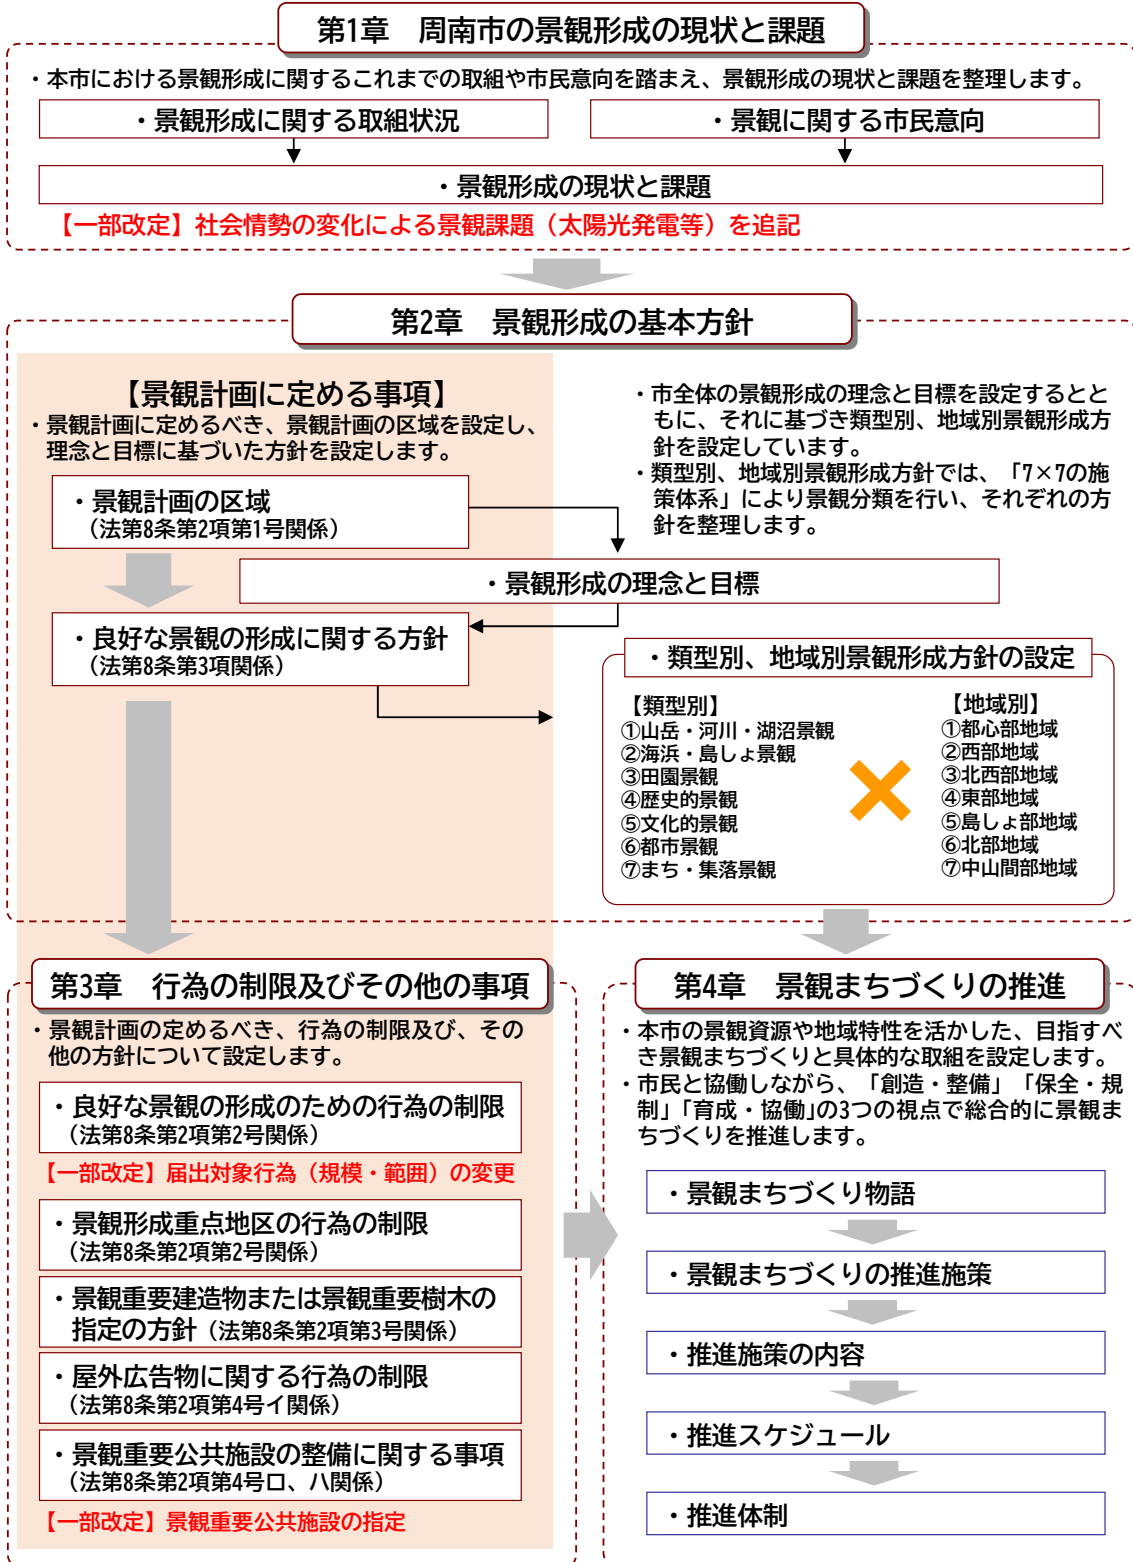 第1章　周南市の景観形成の現状と課題
・本市における景観形成に関するこれまでの取組や市民意向を踏まえ、景観形成の現状と課題を整理します。
・景観形成に関する取組状況
・景観に関する市民意向
・景観形成の現状と課題
【一部改定】社会情勢の変化による景観課題（太陽光発電等）を追記
第2章　景観形成の基本方針
【景観計画に定める事項】
・景観計画に定めるべき、景観計画の区域を設定し、
理念と目標に基づいた方針を設定します。
・市全体の景観形成の理念と目標を設定するとと
もに、それに基づき類型別、地域別景観形成方
針を設定しています。
・類型別、地域別景観形成方針では、「7×7の施
策体系」により景観分類を行い、それぞれの方
針を整理します。
・景観計画の区域
（法第8条第2項第1号関係）
・景観形成の理念と目標
・良好な景観の形成に関する方針
（法第8条第3項関係）
・類型別、地域別景観形成方針の設定
【類型別】
①山岳・河川・湖沼景観
②海浜・島しょ景観
③田園景観
④歴史的景観
⑤文化的景観
⑥都市景観
⑦まち・集落景観
【地域別】
①都心部地域
②西部地域
③北西部地域
④東部地域
⑤島しょ部地域
⑥北部地域
⑦中山間部地域
第3章　行為の制限及びその他の事項
・景観計画の定めるべき、行為の制限及び、その
他の方針について設定します。
・良好な景観の形成のための行為の制限
（法第8条第2項第2号関係）
【一部改定】届出対象行為（規模・範囲）の変更
・景観形成重点地区の行為の制限
（法第8条第2項第2号関係）
・景観重要建造物または景観重要樹木の
指定の方針（法第8条第2項第3号関係）
・屋外広告物に関する行為の制限
（法第8条第2項第4号イ関係）
・景観重要公共施設の整備に関する事項
（法第8条第2項第4号ロ、ハ関係）
【一部改定】景観重要公共施設の指定
第4章　景観まちづくりの推進
・本市の景観資源や地域特性を活かした、目指すべ
き景観まちづくりと具体的な取組を設定します。
・市民と協働しながら、「創造・整備」「保全・規
制」「育成・協働」の3つの視点で総合的に景観ま
ちづくりを推進します。
・景観まちづくり物語
・景観まちづくりの推進施策
・推進施策の内容
・推進スケジュール
・推進体制